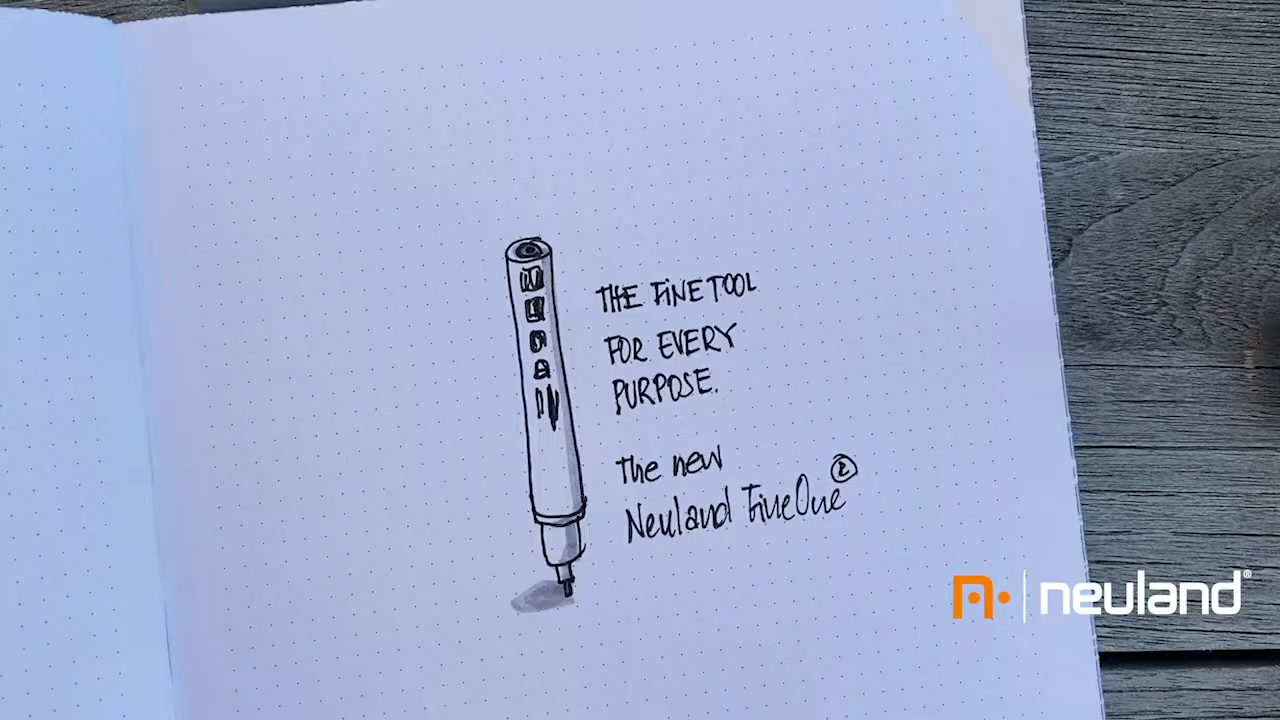 THE FINE TOOL
FOR EVERY
PURPOSE.
The new
Neuland FineOne®
neuland®